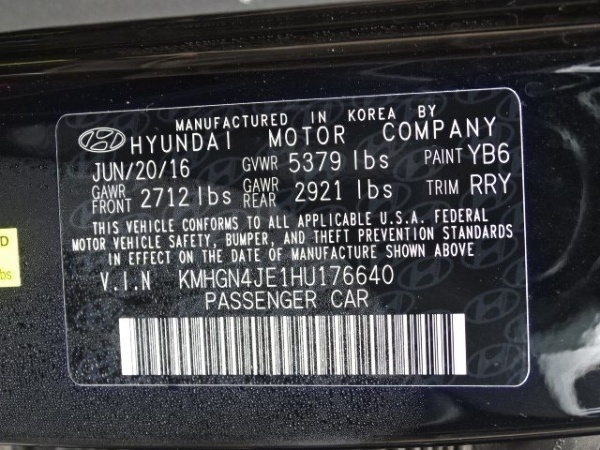 MANUFACTURED IN KOREA BY
HYUNDAI MOTOR COMPANY
JUN/20/16 GVWR 5379 lbs PAINT YB6
GAWR FRONT 2712 lbs GAWR REAR 2921 lbs TRIM RRY
THIS VEHICLE CONFORMS TO ALL APPLICABLE U.S.A. FEDERAL
MOTOR VEHICLE SAFETY, BUMPER, AND THEFT PREVENTION STANDARDS
IN EFFECT ON THE DATE OF MANUFACTURE SHOWN ABOVE
V.I.N KMHGN4JE1HU176640
PASSENGER CAR
D
bs